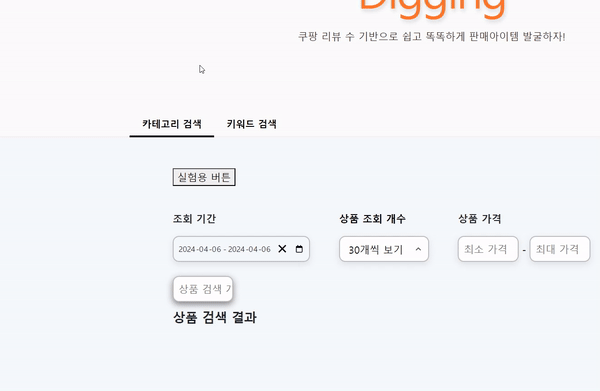 Digging
쿠팡 리뷰 수 기반으로 쉽고 똑똑하게 판매아이템 발굴하자!
카테고리 검색 키워드 검색
실험용 버튼
조회 기간 상품 조회 개수 상품 가격
2024-04-06 - 2024-04-06 30개씩 보기 최소 가격 - 최대 가격
상품 검색
상품 검색 결과